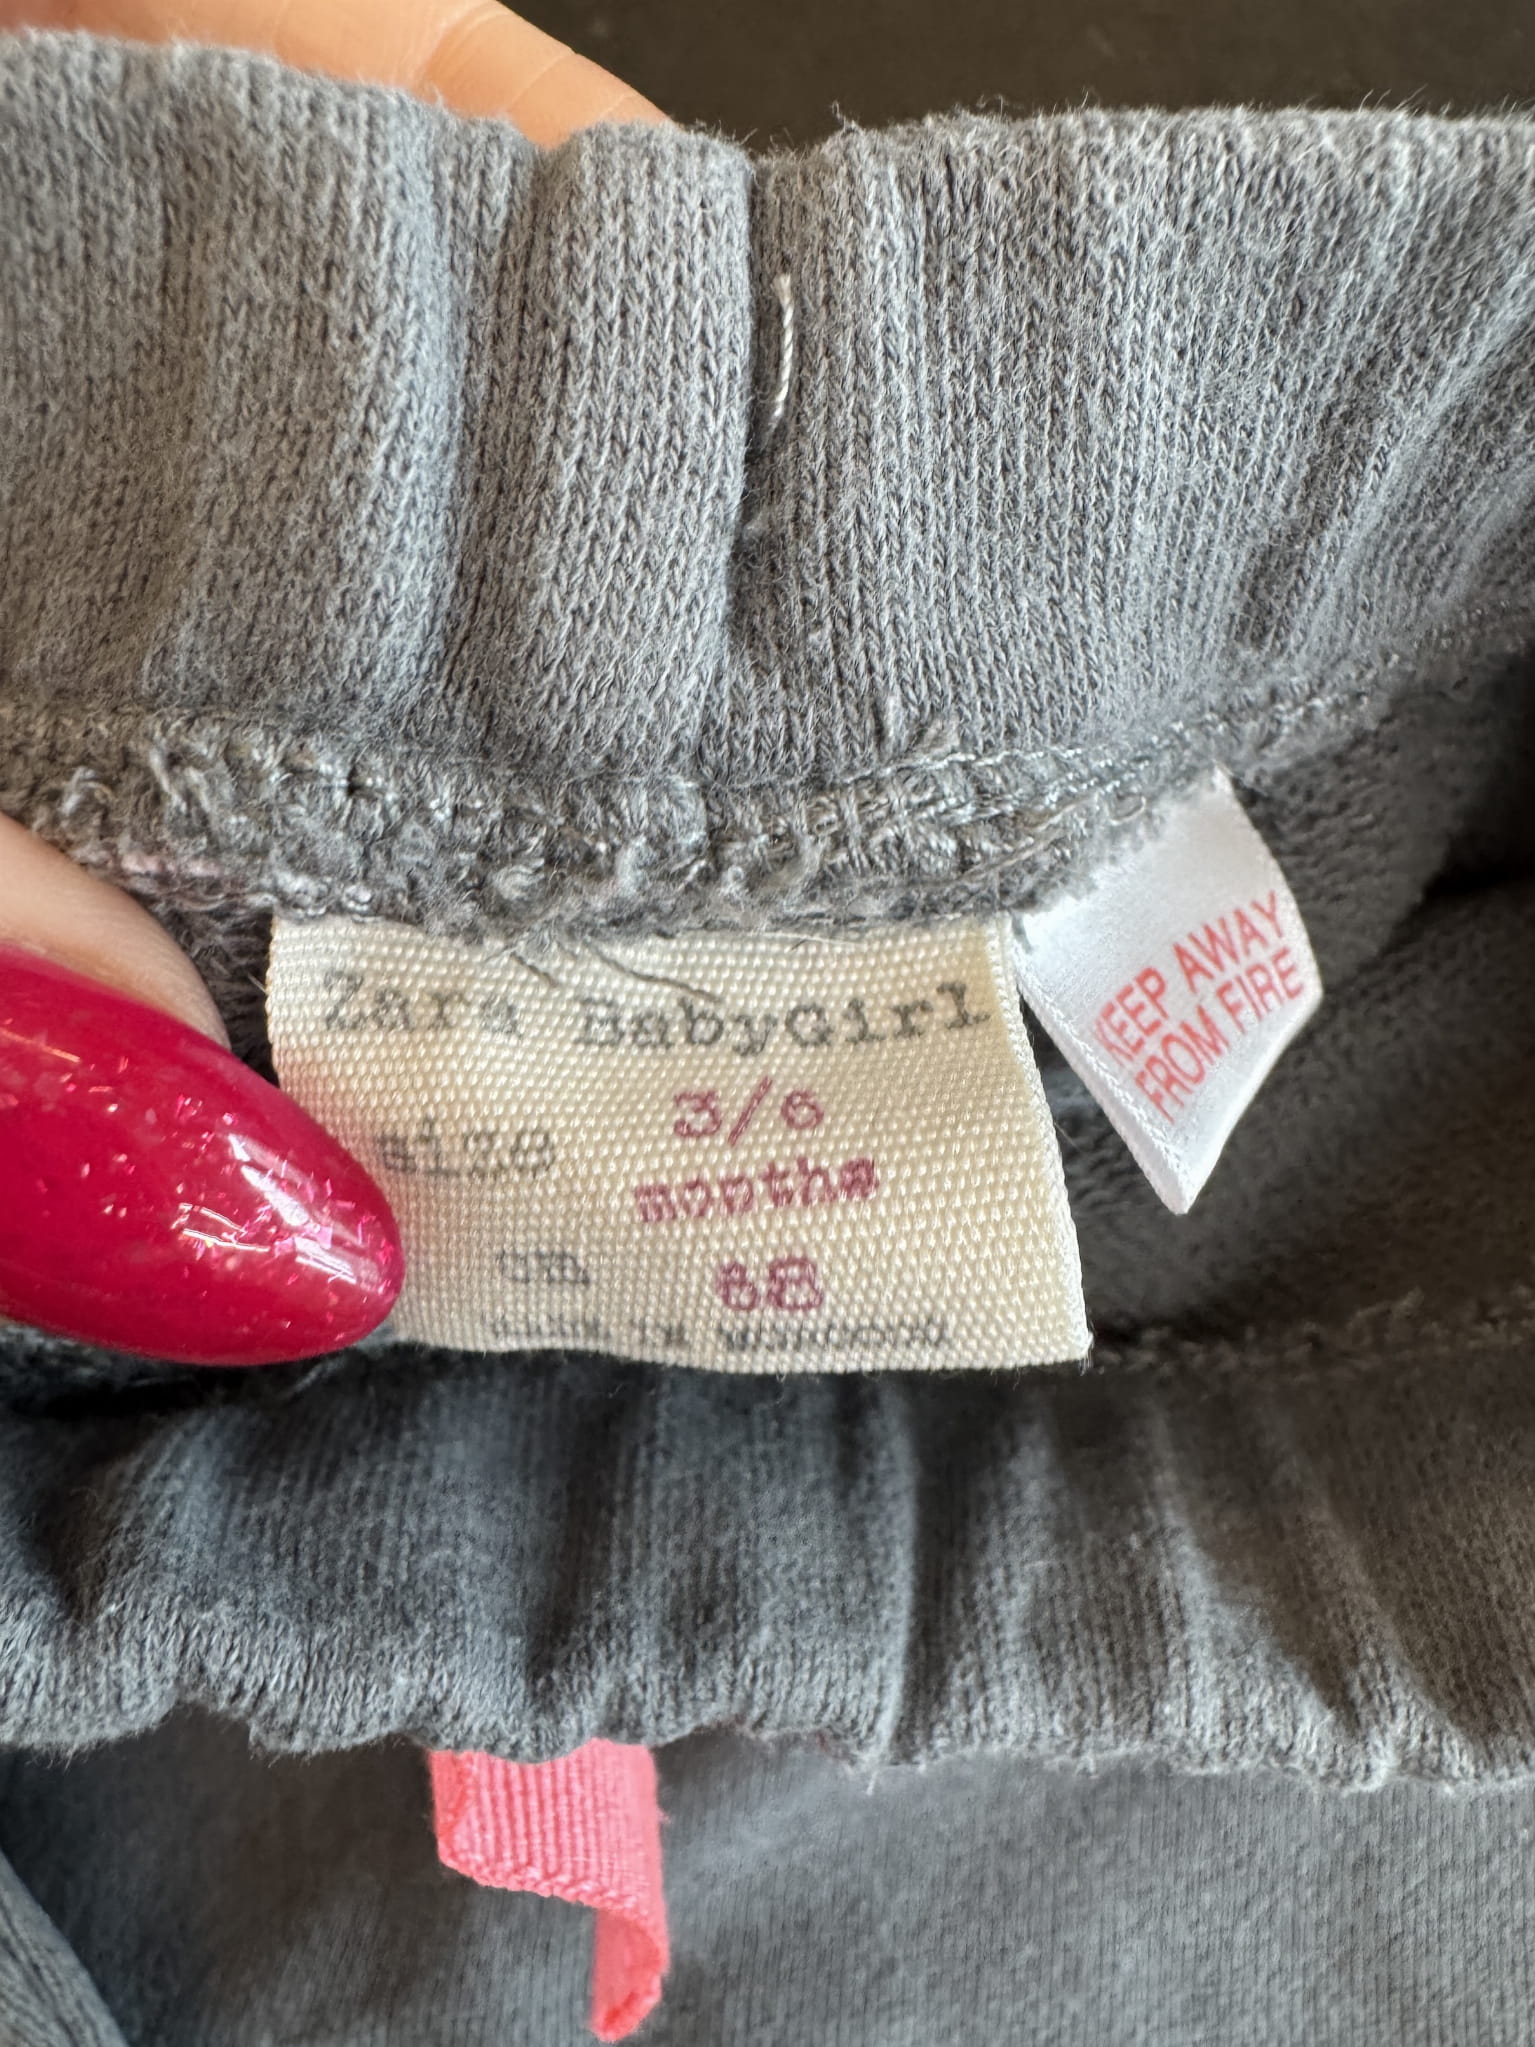 Zara BabyGirl
size 3/6
months
cm 68
KEEP AWAY
FROM FIRE